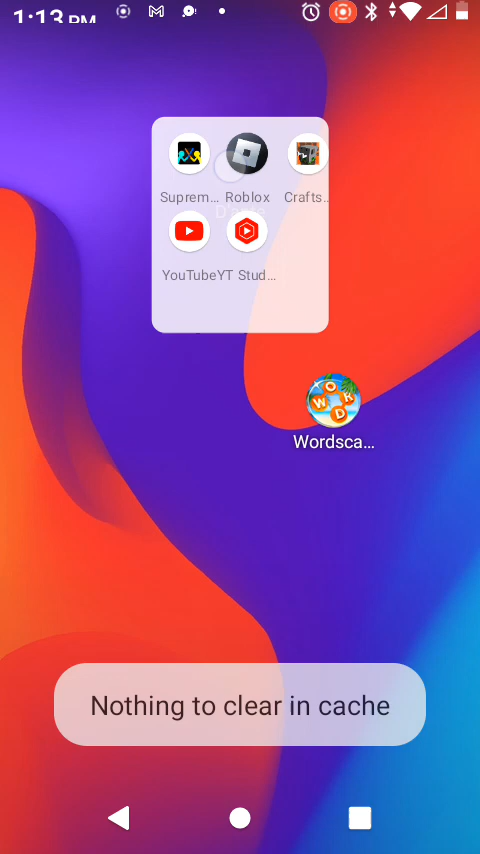 1:13 PM
Suprem... Roblox Crafts..
YouTube YT Stud...
W O R D
Wordsca...
Nothing to clear in cache